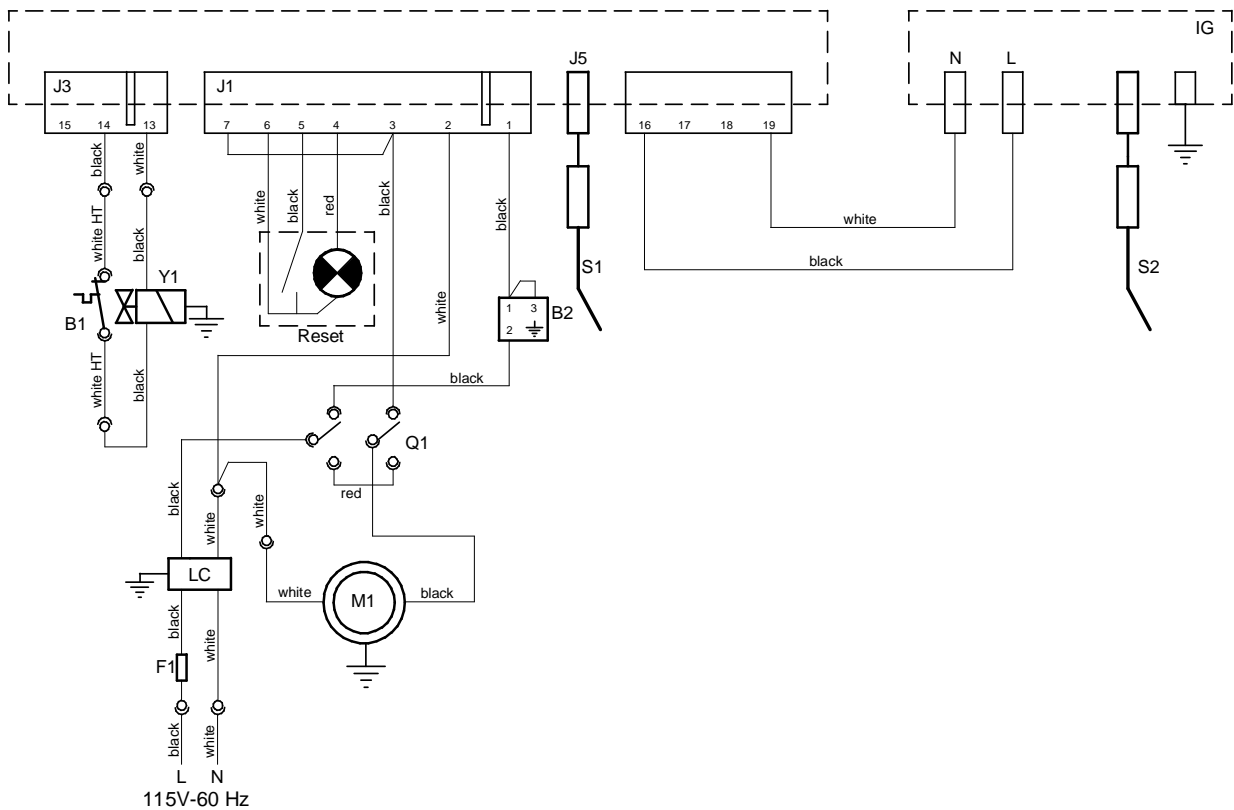 IG
N L
J5
J3 J1
15 14 13 7 6 5 4 3 2 1 16 17 18 19
black
white
white
black
red
black
white
black
white
black
white HT
black
Y1
B1
S1
S2
1 3
2
B2
Reset
white HT
black
black
Q1
red
black
white
white
LC
white
M1
black
black
white
F1
black
white
L N
115V-60 Hz